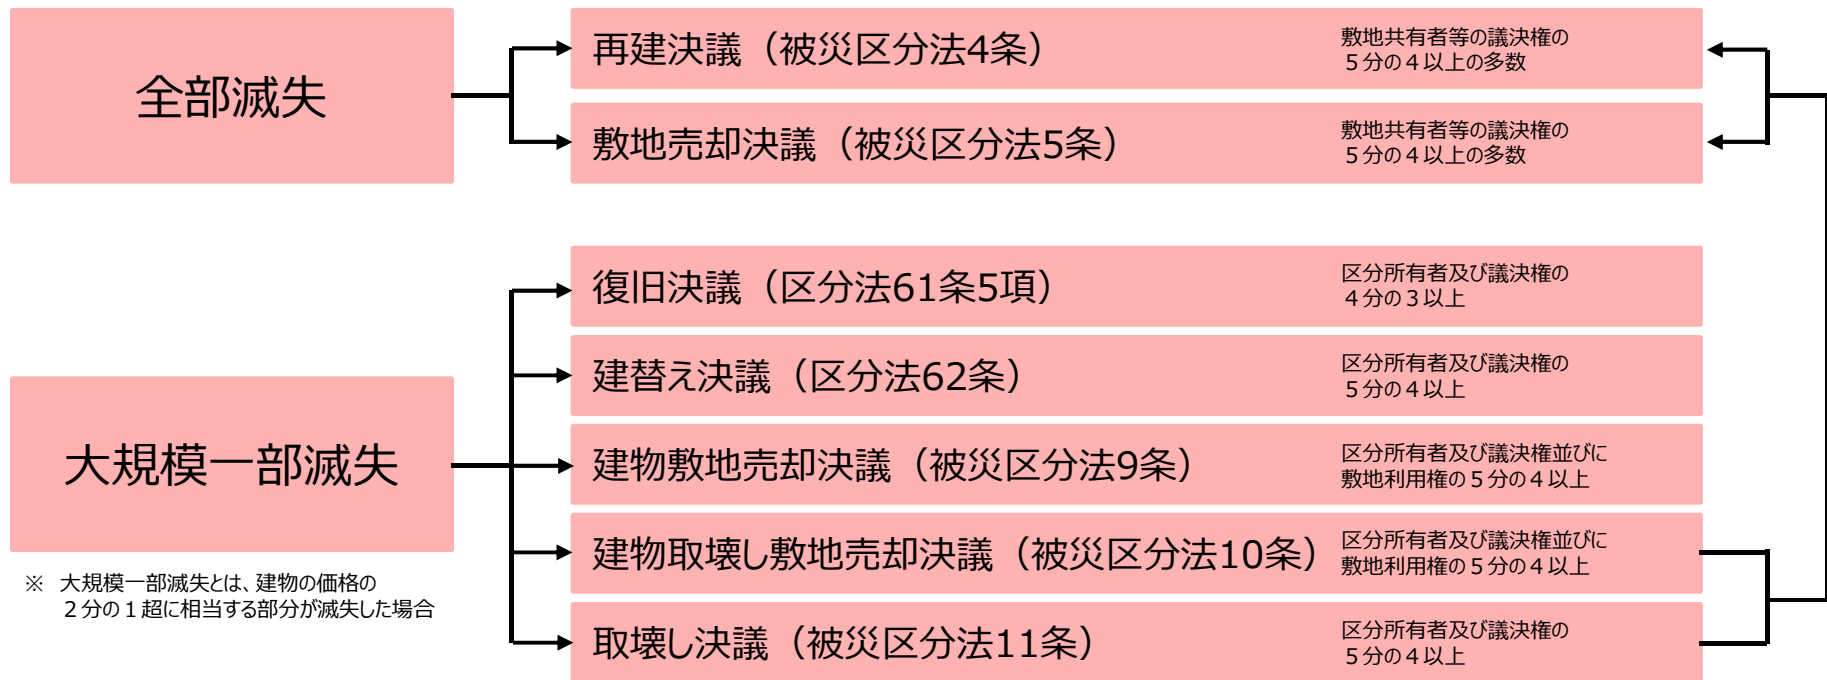 全部滅失
再建決議（被災区分法4条）
敷地共有者等の議決権の
５分の４以上の多数
敷地売却決議（被災区分法5条）
敷地共有者等の議決権の
５分の４以上の多数
大規模一部滅失
※　大規模一部滅失とは、建物の価格の
２分の１超に相当する部分が滅失した場合
復旧決議（区分法61条5項）
区分所有者及び議決権の
４分の３以上
建替え決議（区分法62条）
区分所有者及び議決権の
５分の４以上
建物敷地売却決議（被災区分法9条）
区分所有者及び議決権並びに
敷地利用権の５分の４以上
建物取壊し敷地売却決議（被災区分法10条）
区分所有者及び議決権並びに
敷地利用権の５分の４以上
取壊し決議（被災区分法11条）
区分所有者及び議決権の
５分の４以上